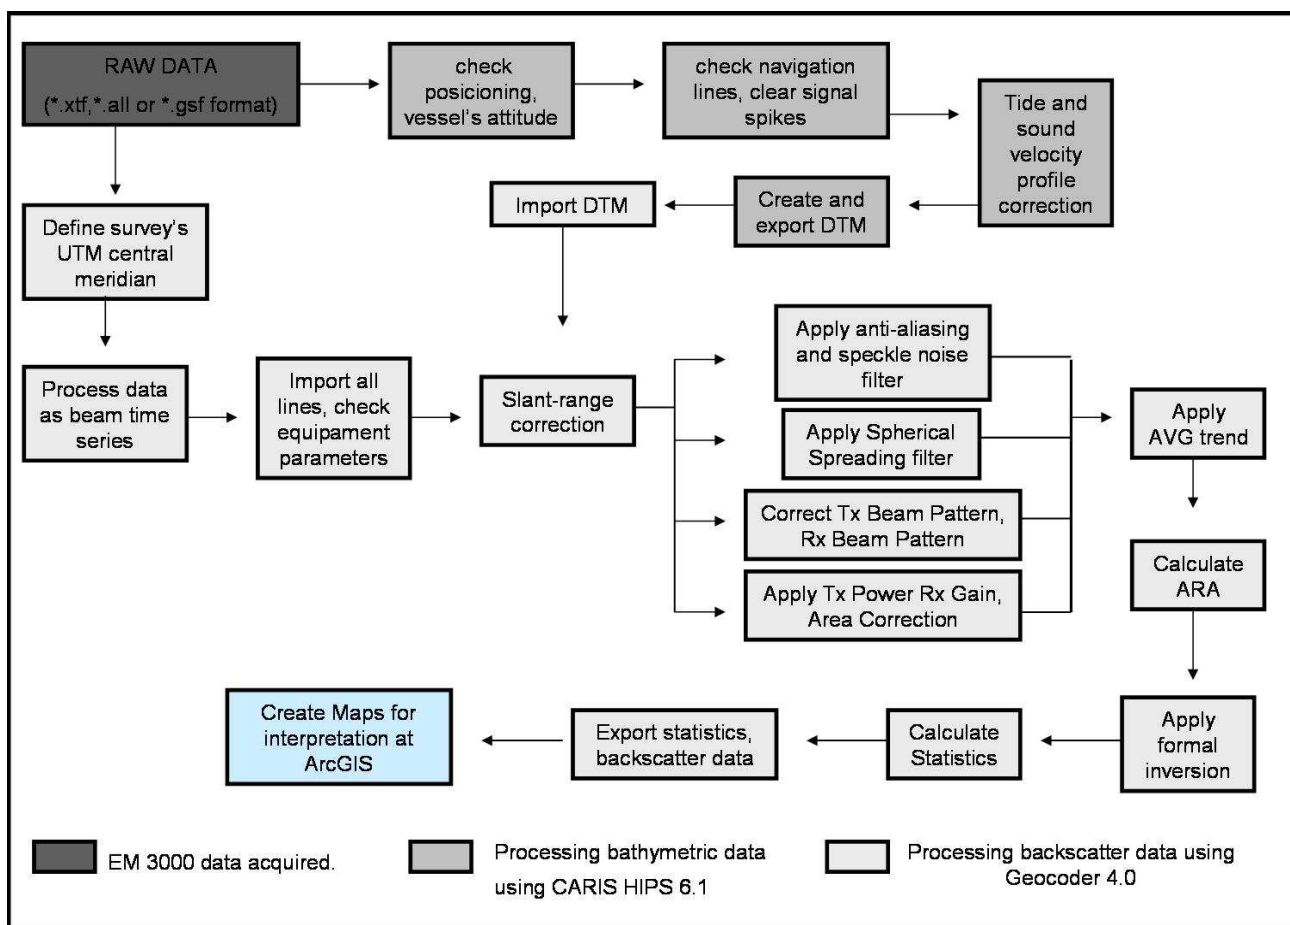 RAW DATA
(*.xtf,*.all or *.gsf format)
check
posicioning,
vessel's attitude
check navigation
lines, clear signal
spikes
Tide and
sound
velocity
profile
correction
Create and
export DTM
Import DTM
Define survey's
UTM central
meridian
Process data
as beam time
series
Import all
lines, check
equipament
parameters
Slant-range
correction
Apply anti-aliasing
and speckle noise
filter
Apply Spherical
Spreading filter
Correct Tx Beam Pattern,
Rx Beam Pattern
Apply Tx Power Rx Gain,
Area Correction
Apply
AVG trend
Calculate
ARA
Apply
formal
inversion
Calculate
Statistics
Export statistics,
backscatter data
Create Maps for
interpretation at
ArcGIS
EM 3000 data acquired.
Processing bathymetric data
using CARIS HIPS 6.1
Processing backscatter data using
Geocoder 4.0